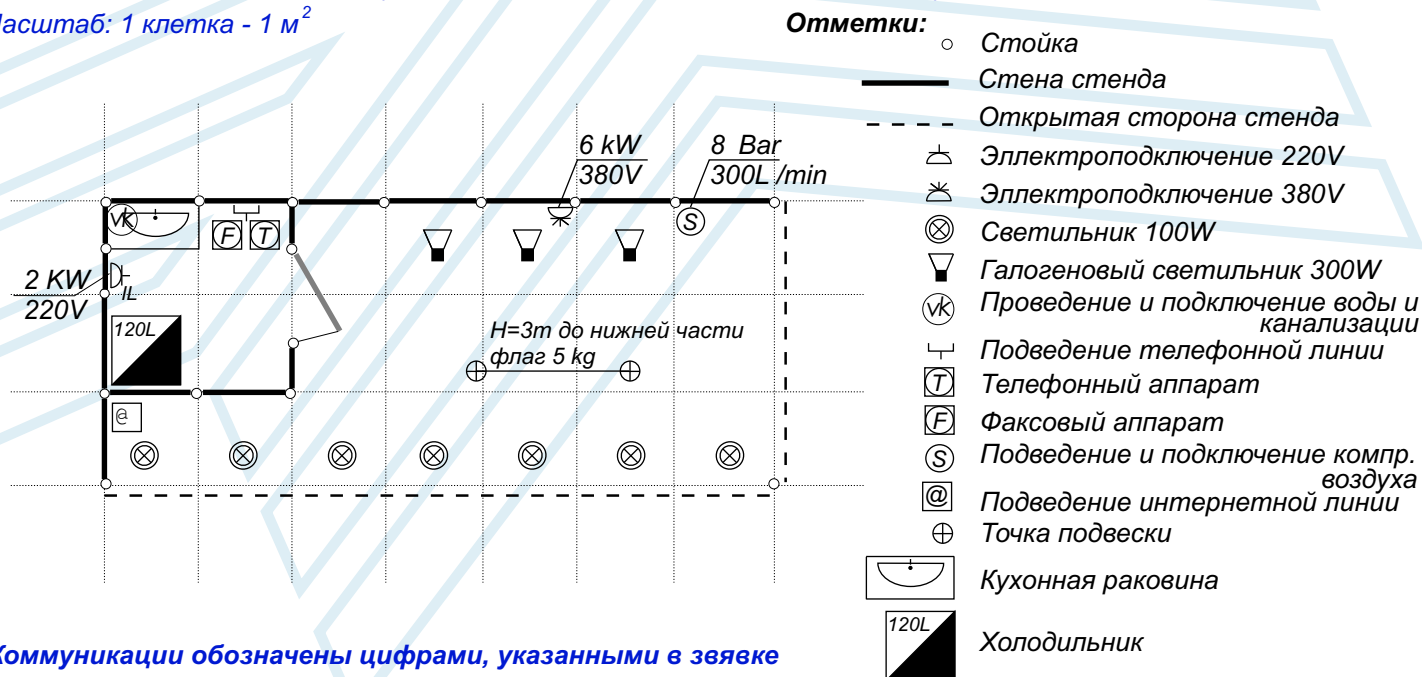 асштаб: 1 клетка - 1 м²
Отметки:
Стойка
Стена стенда
Открытая сторона стенда
Эллектроподключение 220V
Эллектроподключение 380V
Светильник 100W
Галогеновый светильник 300W
vk Проведение и подключение воды и
канализации
Подведение телефонной линии
T Телефонный аппарат
F Факсовый аппарат
S Подведение и подключение компр.
воздуха
@ Подведение интернетной линии
Точка подвески
Кухонная раковина
120L Холодильник
6 kW
380V
8 Bar
300L /min
vk
F T
S
2 KW
220V
IL
120L
H=3m до нижней части
флаг 5 kg
@
Коммуникации обозначены цифрами, указанными в звявке